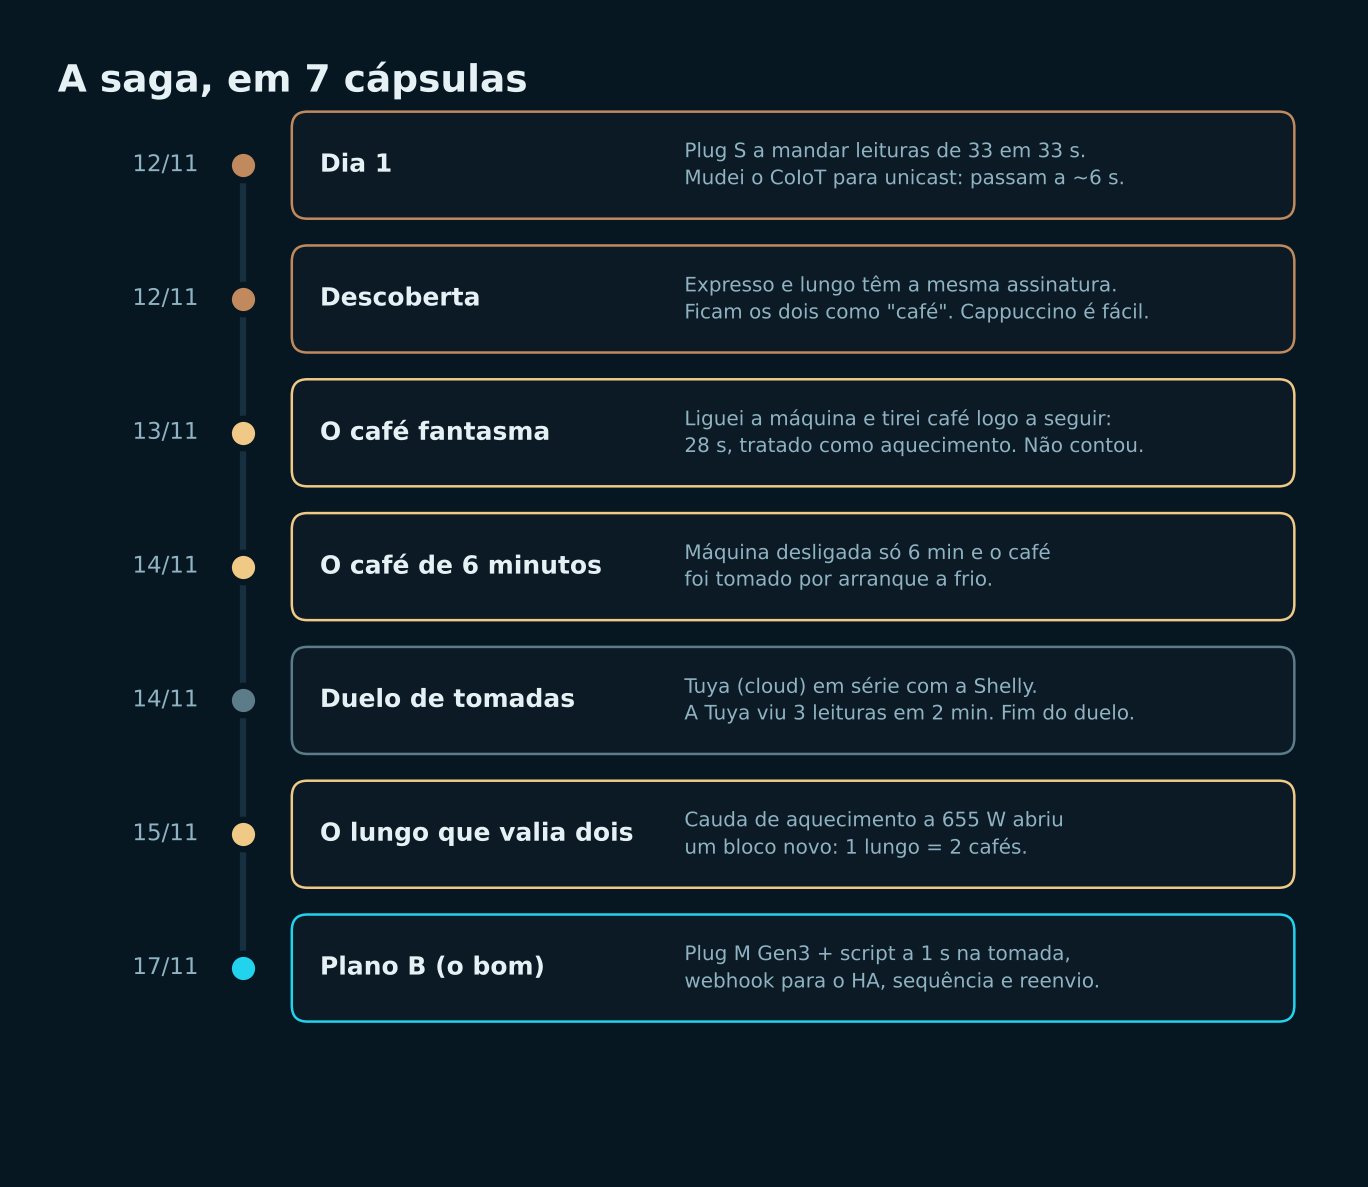 A saga, em 7 cápsulas
12/11
Dia 1
Plug S a mandar leituras de 33 em 33 s.
Mudei o CoIoT para unicast: passam a ~6 s.
12/11
Descoberta
Expresso e lungo têm a mesma assinatura.
Ficam os dois como "café". Cappuccino é fácil.
13/11
O café fantasma
Liguei a máquina e tirei café logo a seguir:
28 s, tratado como aquecimento. Não contou.
14/11
O café de 6 minutos
Máquina desligada só 6 min e o café
foi tomado por arranque a frio.
14/11
Duelo de tomadas
Tuya (cloud) em série com a Shelly.
A Tuya viu 3 leituras em 2 min. Fim do duelo.
15/11
O lungo que valia dois
Cauda de aquecimento a 655 W abriu
um bloco novo: 1 lungo = 2 cafés.
17/11
Plano B (o bom)
Plug M Gen3 + script a 1 s na tomada,
webhook para o HA, sequência e reenvio.